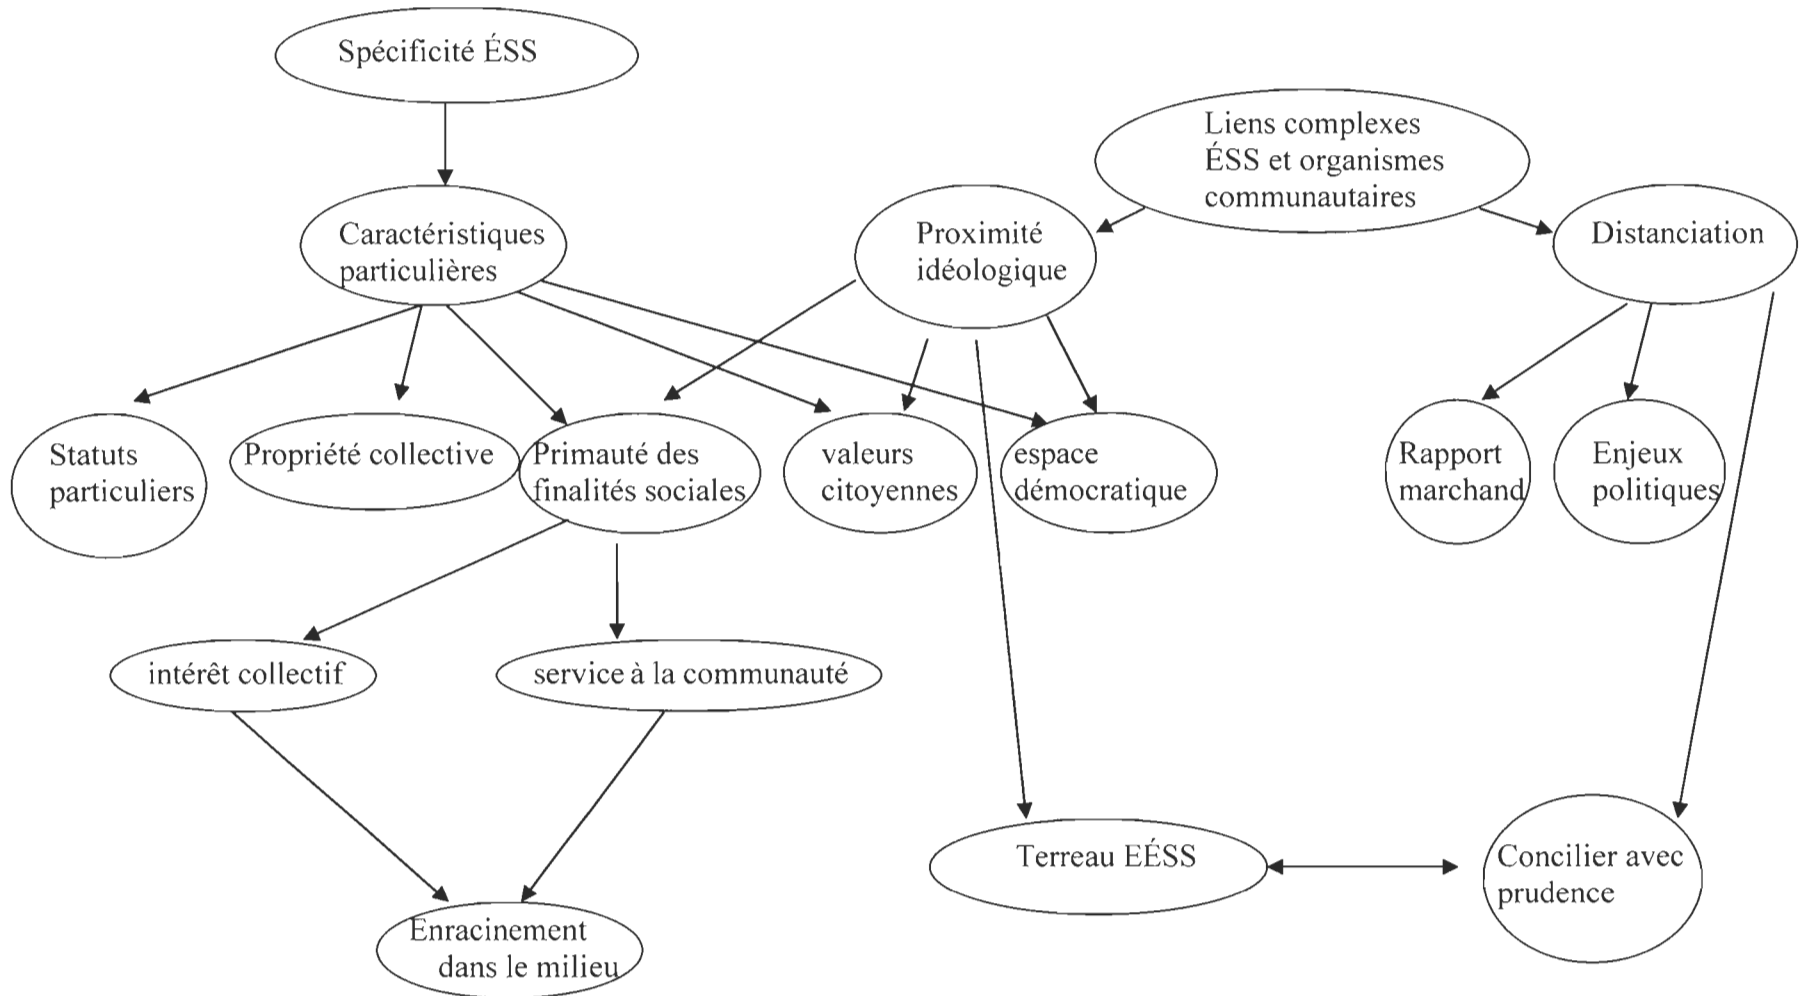 Spécificité ÉSS
Liens complexes
ÉSS et organismes
communautaires
Caractéristiques
particulières
Proximité
idéologique
Distanciation
Statuts
particuliers
Propriété collective
Primauté des
finalités sociales
valeurs
citoyennes
espace
démocratique
Rapport
marchand
Enjeux
politiques
intérêt collectif
service à la communauté
Terreau EÉSS
Concilier avec
prudence
Enracinement
dans le milieu